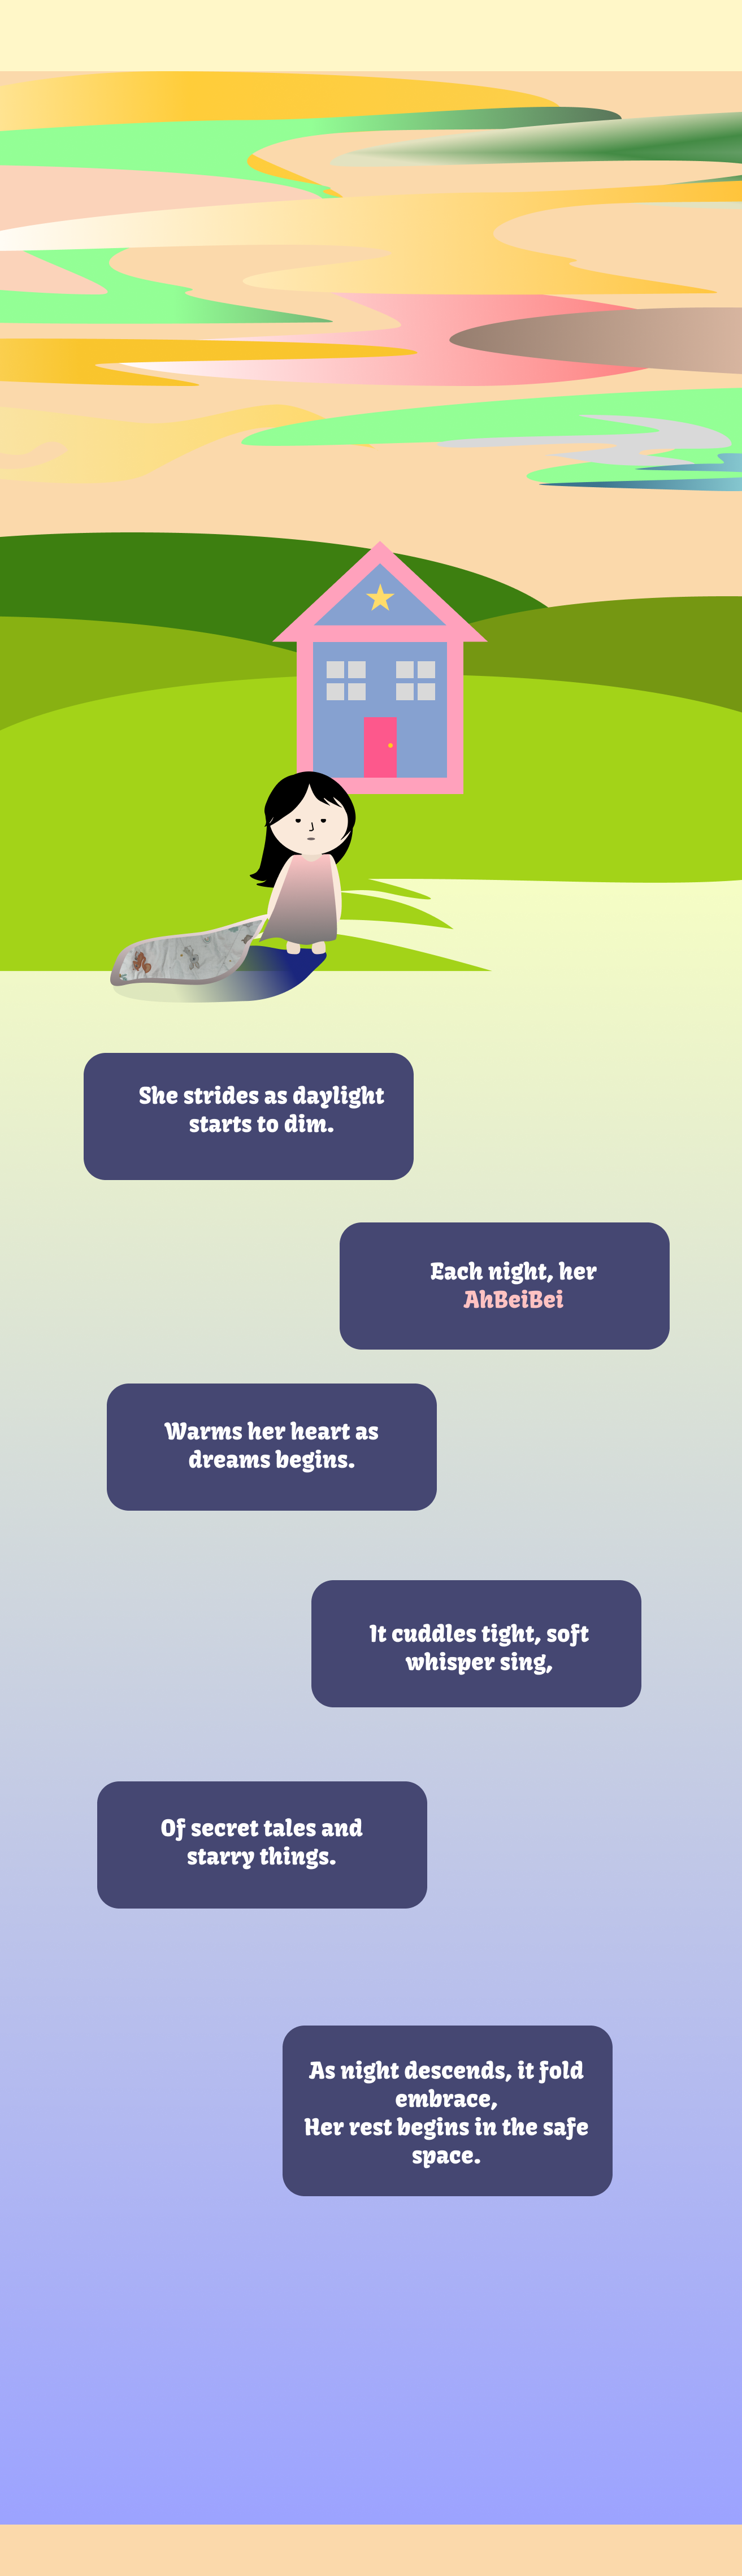 She strides as daylight
starts to dim.
Each night, her
AhBeiBei
Warms her heart as
dreams begins.
It cuddles tight, soft
whisper sing,
Of secret tales and
starry things.
As night descends, it fold
embrace,
Her rest begins in the safe
space.